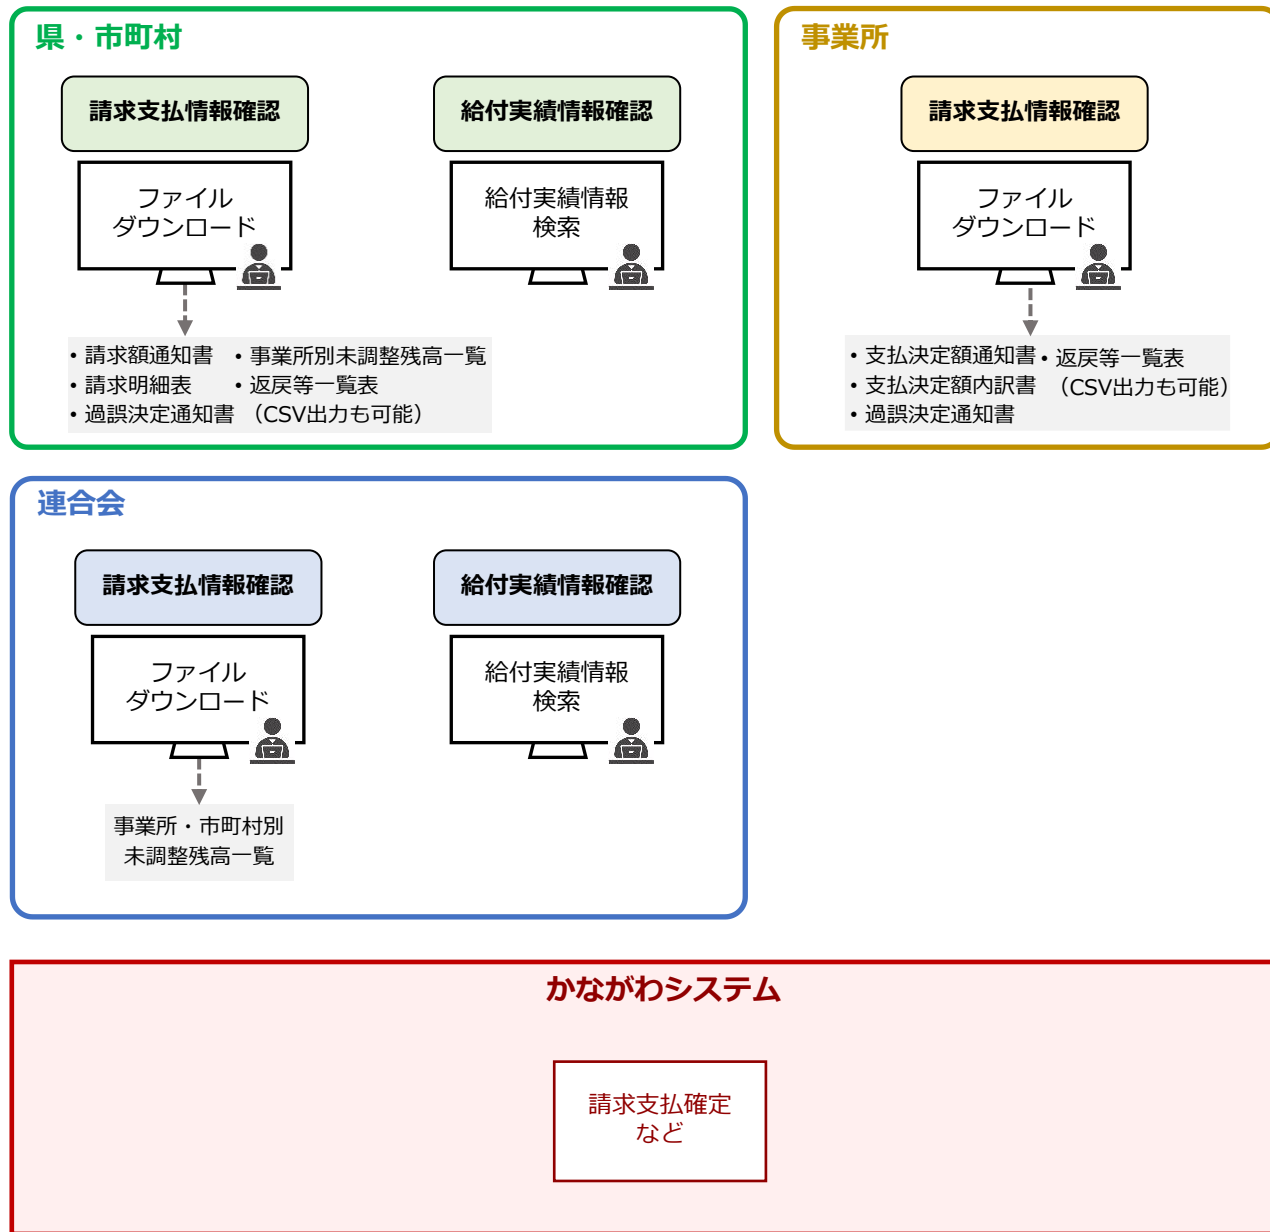 県・市町村
請求支払情報確認
ファイル
ダウンロード
・請求額通知書
・請求明細表
・過誤決定通知書
・事業所別未調整残高一覧
・返戻等一覧表
（CSV出力も可能）
給付実績情報確認
給付実績情報
検索
事業所
請求支払情報確認
ファイル
ダウンロード
・支払決定額通知書
・支払決定額内訳書
・過誤決定通知書
・返戻等一覧表
（CSV出力も可能）
連合会
請求支払情報確認
ファイル
ダウンロード
事業所・市町村別
未調整残高一覧
給付実績情報確認
給付実績情報
検索
かながわシステム
請求支払確定
など